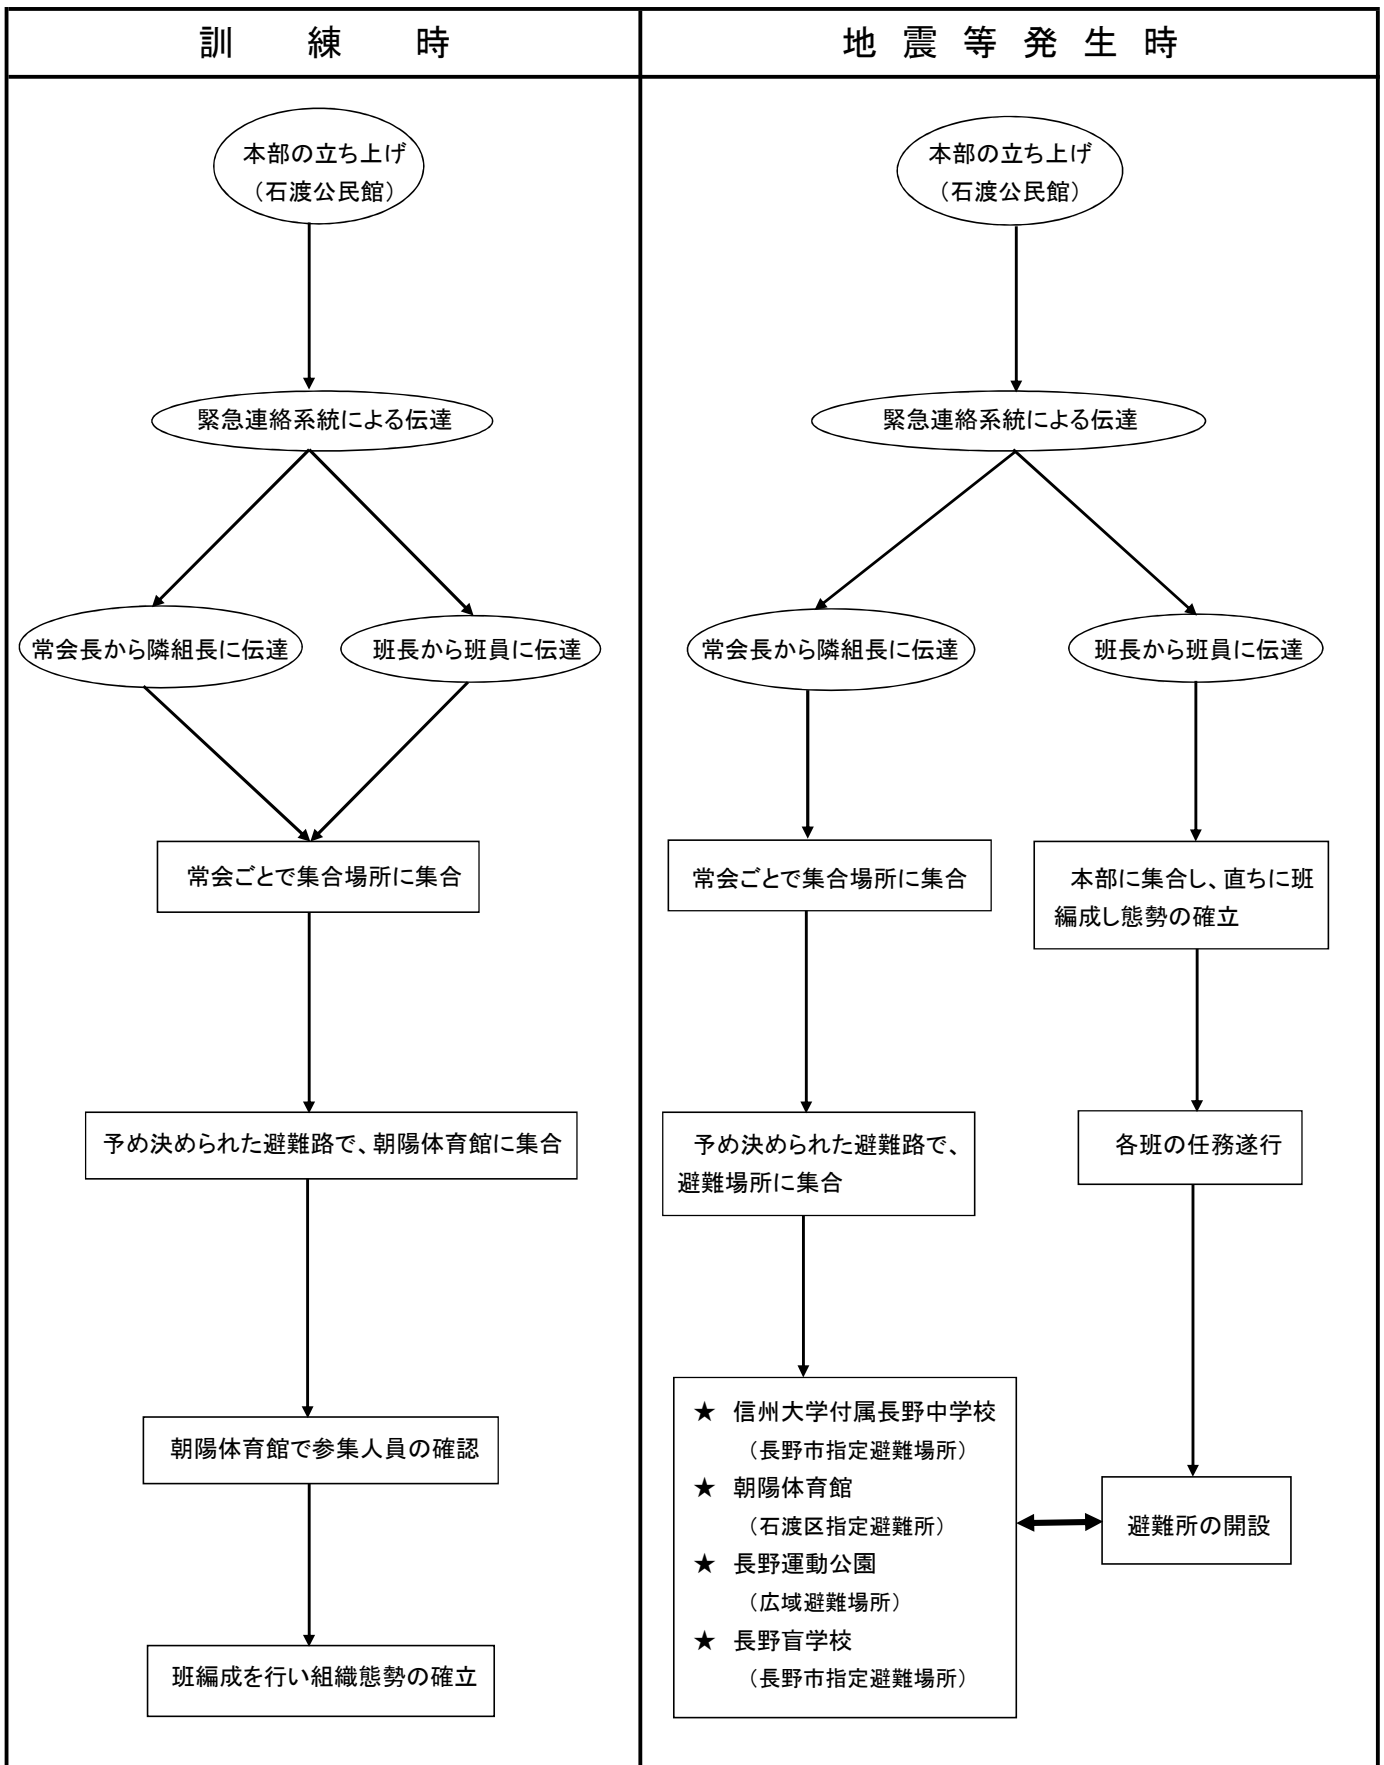 訓練時
本部の立ち上げ
（石渡公民館）
緊急連絡系統による伝達
常会長から隣組長に伝達
班長から班員に伝達
常会ごとで集合場所に集合
予め決められた避難路で、朝陽体育館に集合
朝陽体育館で参集人員の確認
班編成を行い組織態勢の確立
地震等発生時
本部の立ち上げ
（石渡公民館）
緊急連絡系統による伝達
常会長から隣組長に伝達
班長から班員に伝達
常会ごとで集合場所に集合
本部に集合し、直ちに班
編成し態勢の確立
予め決められた避難路で、
避難場所に集合
各班の任務遂行
★ 信州大学付属長野中学校
（長野市指定避難場所）
★ 朝陽体育館
（石渡区指定避難所）
★ 長野運動公園
（広域避難場所）
★ 長野盲学校
（長野市指定避難場所）
避難所の開設